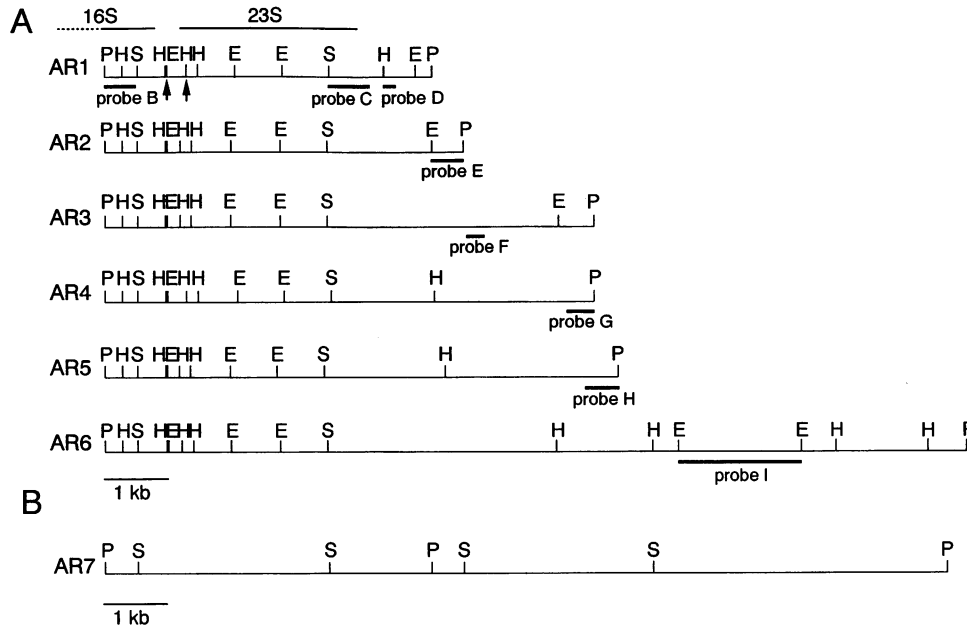 A
16S 23S
P H S H E H H E E S H E P
AR1
probe B probe C probe D
P H S H E H H E E S E P
AR2
probe E
P H S H E H H E E S E P
AR3
probe F
P H S H E H H E E S H P
AR4
probe G
P H S H E H H E E S H P
AR5
probe H
P H S H E H H E E S H H E E H H P
AR6
probe I
1 kb
B
P S S P S S P
AR7
1 kb